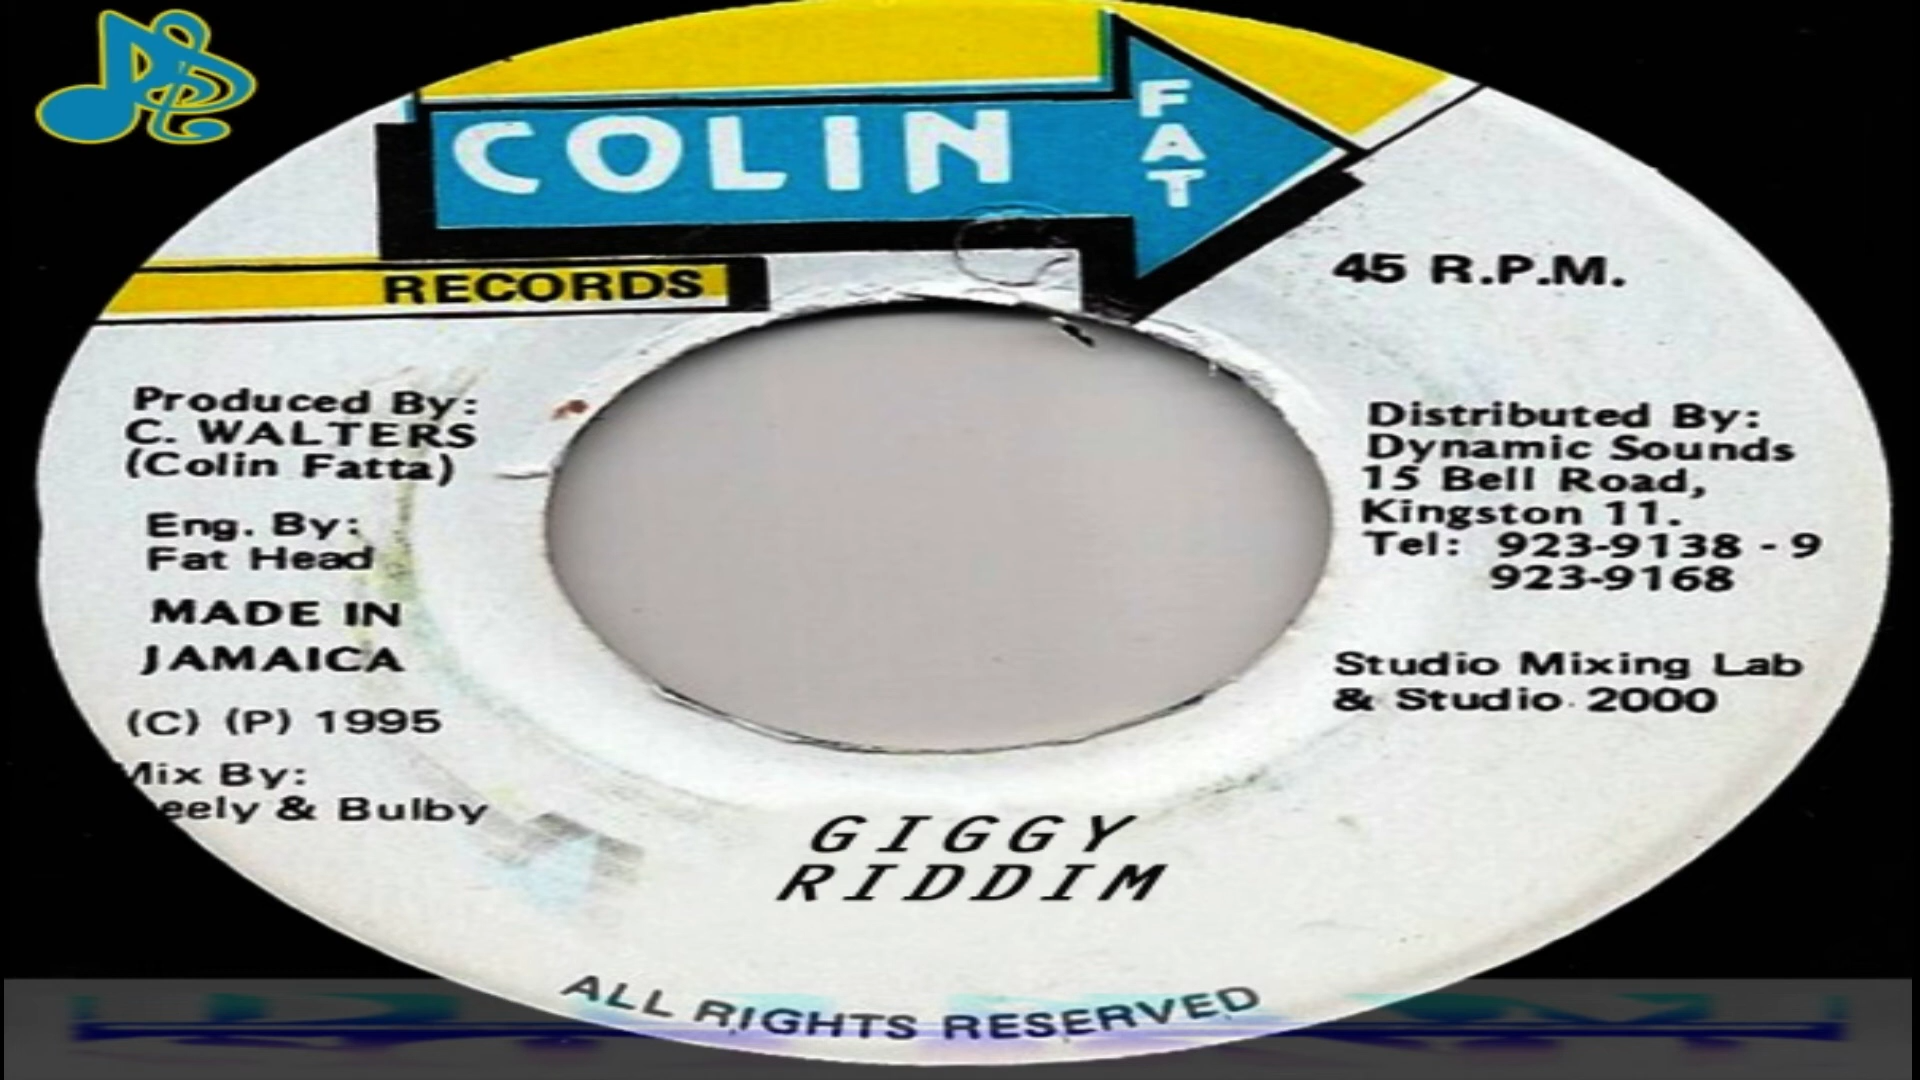 COLIN
FAT
RECORDS
45 R.P.M.
Produced By:
C. WALTERS
(Colin Fatta)
Eng. By:
Fat Head
MADE IN
JAMAICA
(C) (P) 1995
Mix By:
& Bulby
Distributed By:
Dynamic Sounds
15 Bell Road,
Kingston 11.
Tel: 923-9138 - 9
923-9168
Studio Mixing Lab
& Studio 2000
GIGGY
RIDDIM
ALL RIGHTS RESERVED